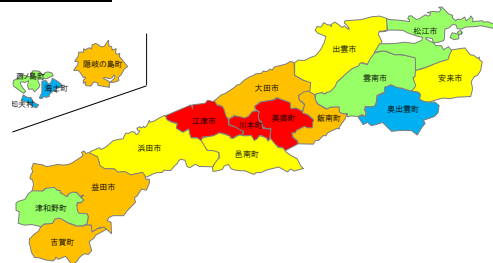 松江市
出雲市
隠岐の島町
西ノ島町
安来市
雲南市
大田市
海士町
知夫村
奥出雲町
飯南町
美郷町
江津市
川本町
浜田市
邑南町
益田市
津和野町
吉賀町